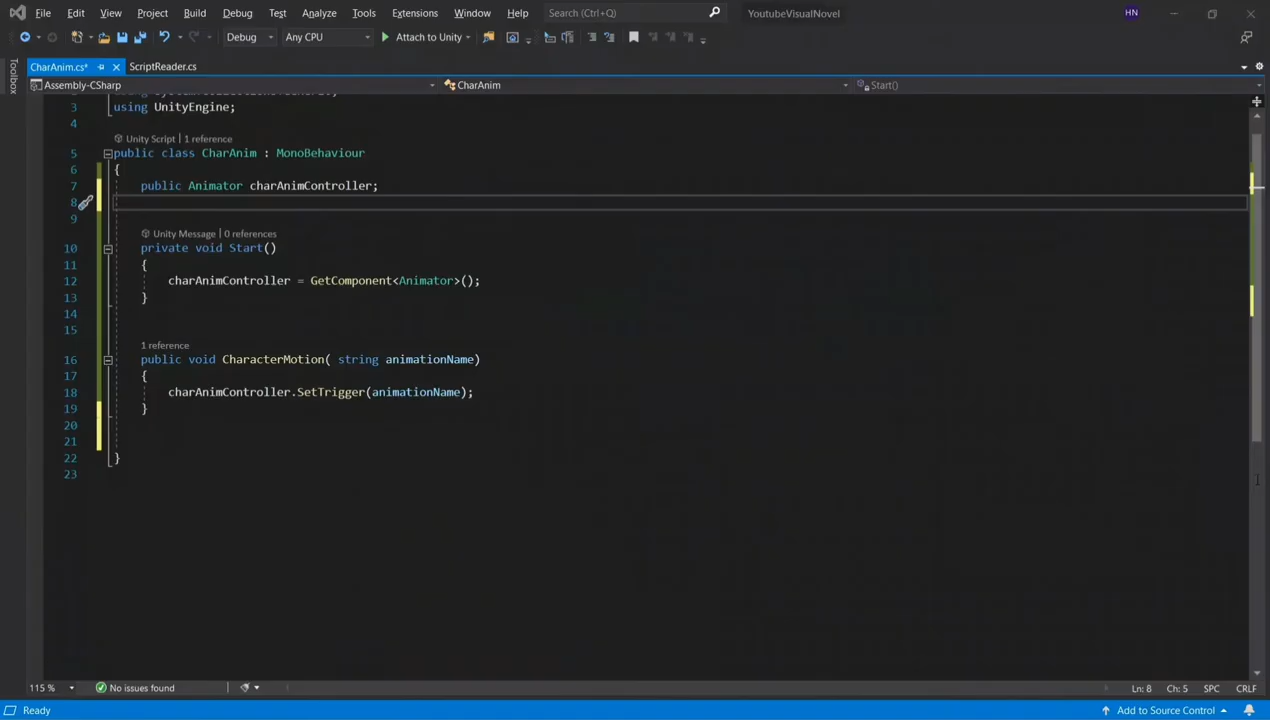 File Edit View Project Build Debug Test Analyze Tools Extensions Window Help Search (Ctrl+Q) YoutubeVisualNovel HN
Debug Any CPU Attach to Unity
CharAnim.cs* ScriptReader.cs
Toolbox
Assembly-CSharp CharAnim Start()
3 using UnityEngine;
4
Unity Script | 1 reference
5 public class CharAnim : MonoBehaviour
6 {
7 public Animator charAnimController;
8
9
Unity Message | 0 references
10 private void Start()
11 {
12 charAnimController = GetComponent<Animator>();
13 }
14
15
1 reference
16 public void CharacterMotion( string animationName)
17 {
18 charAnimController.SetTrigger(animationName);
19 }
20
21
22 }
23
115 % No issues found Ln: 8 Ch: 5 SPC CRLF
Ready Add to Source Control